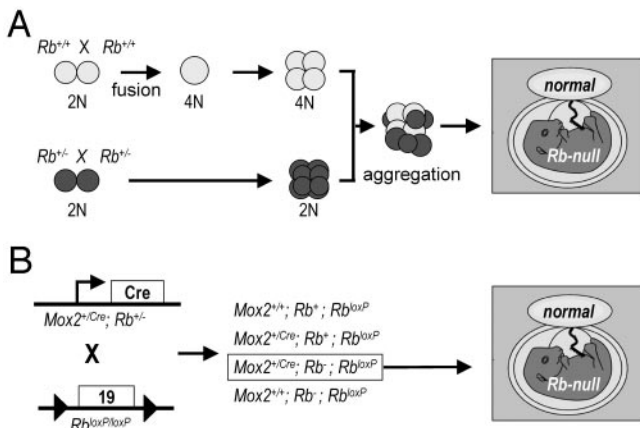 A
Rb+/+ X Rb+/+
2N
fusion
4N
4N
Rb+/- X Rb+/-
2N
2N
aggregation
normal
Rb-null
B
Cre
Mox2+/Cre; Rb+/-
X
19
RbloxP/loxP
Mox2+/+; Rb+; RbloxP
Mox2+/Cre; Rb+; RbloxP
Mox2+/Cre; Rb-; RbloxP
Mox2+/+; Rb-; RbloxP
normal
Rb-null